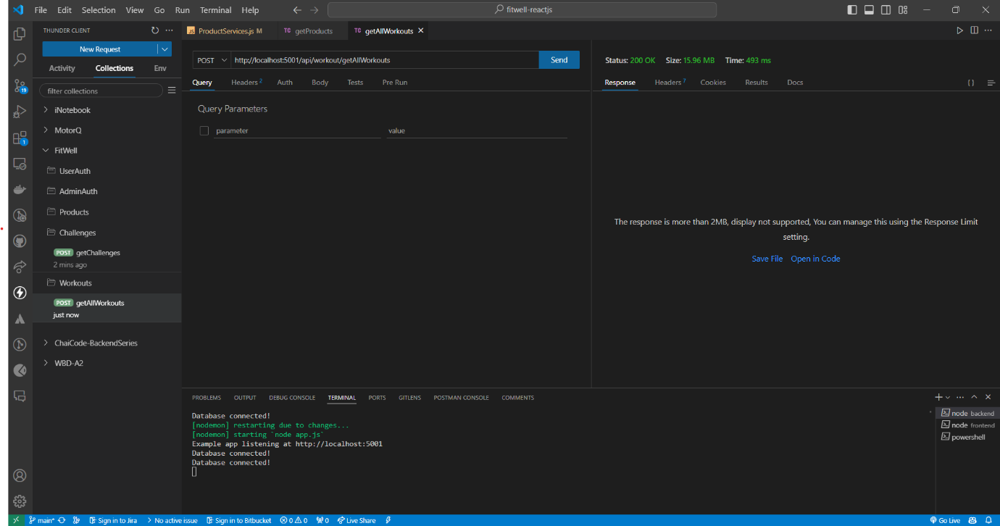 File Edit Selection View Go Run Terminal Help
fitwell-reactjs
THUNDER CLIENT
New Request
Activity Collections Env
filter collections
iNotebook
MotorQ
FitWell
UserAuth
AdminAuth
Products
Challenges
POST getChallenges
2 mins ago
Workouts
POST getAllWorkouts
just now
ChaiCode-BackendSeries
WBD-A2
19
1
JS ProductServices.js M
TC getProducts
TC getAllWorkouts
POST http://localhost:5001/api/workout/getAllWorkouts Send
Query Headers 2 Auth Body Tests Pre Run
Query Parameters
parameter value
Status: 200 OK Size: 15.96 MB Time: 493 ms
Response Headers 7 Cookies Results Docs
{ }
The response is more than 2MB, display not supported, You can manage this using the Response Limit
setting.
Save File Open in Code
PROBLEMS OUTPUT DEBUG CONSOLE TERMINAL PORTS GITLENS POSTMAN CONSOLE COMMENTS
Database connected!
[nodemon] restarting due to changes...
[nodemon] starting `node app.js`
Example app listening at http://localhost:5001
Database connected!
Database connected!
node backend
node frontend
powershell
main* Sign in to Jira No active issue Sign in to Bitbucket 0 0 0 Live Share Go Live